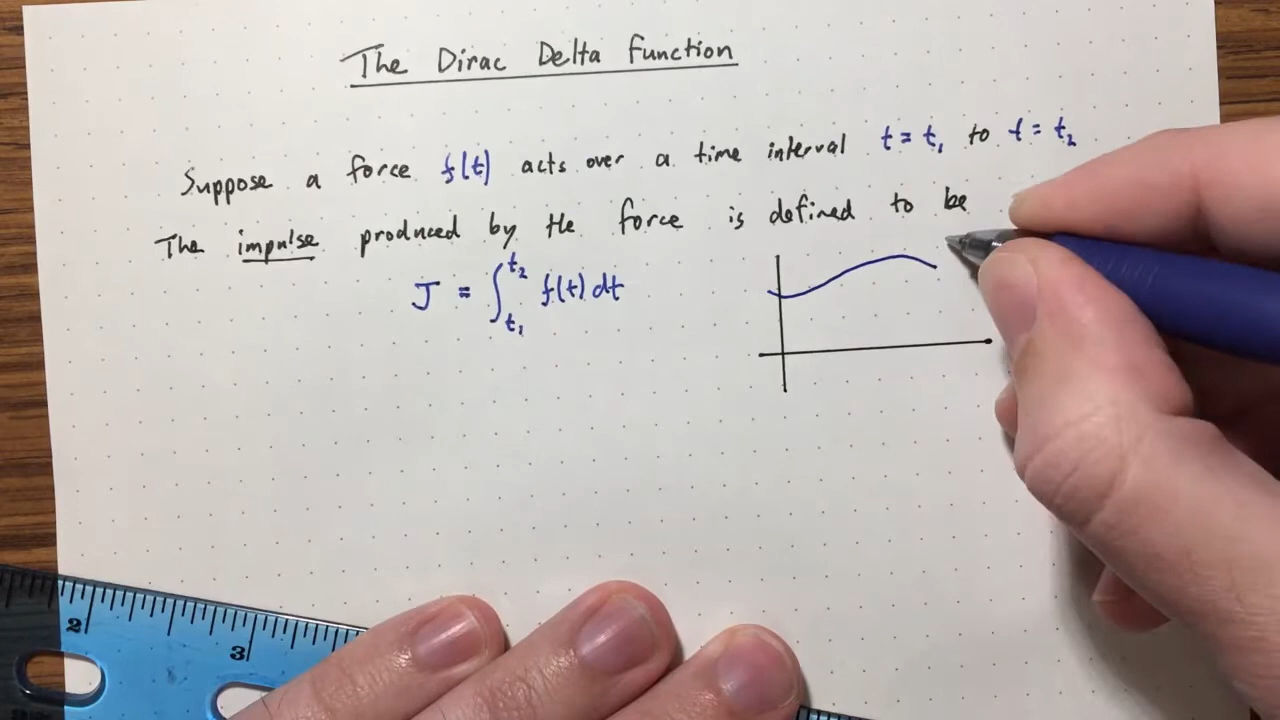 The Dirac Delta Function
Suppose a force f(t) acts over a time interval t = t₁ to t = t₂
The impulse produced by the force is defined to be
J = ∫_{t₁}^{t₂} f(t) dt
2
3